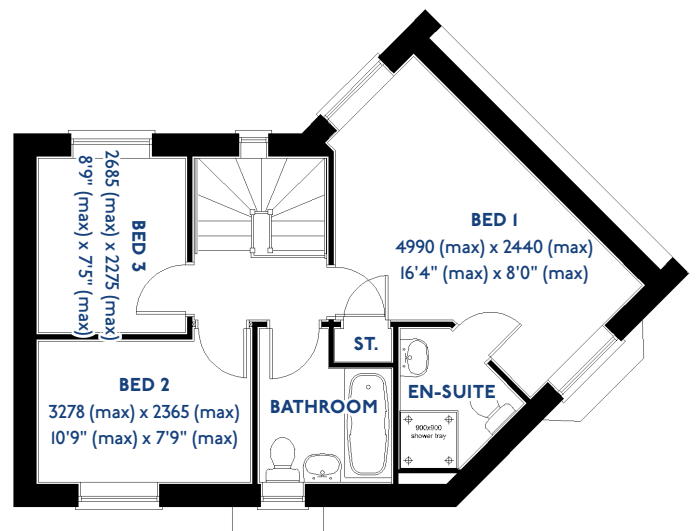 BED 1
4990 (max) x 2440 (max)
16'4" (max) x 8'0" (max)
BED 3
2685 (max) x 2275 (max)
8'9" (max) x 7'5" (max)
ST.
BED 2
3278 (max) x 2365 (max)
10'9" (max) x 7'9" (max)
BATHROOM
EN-SUITE
900x900
shower tray